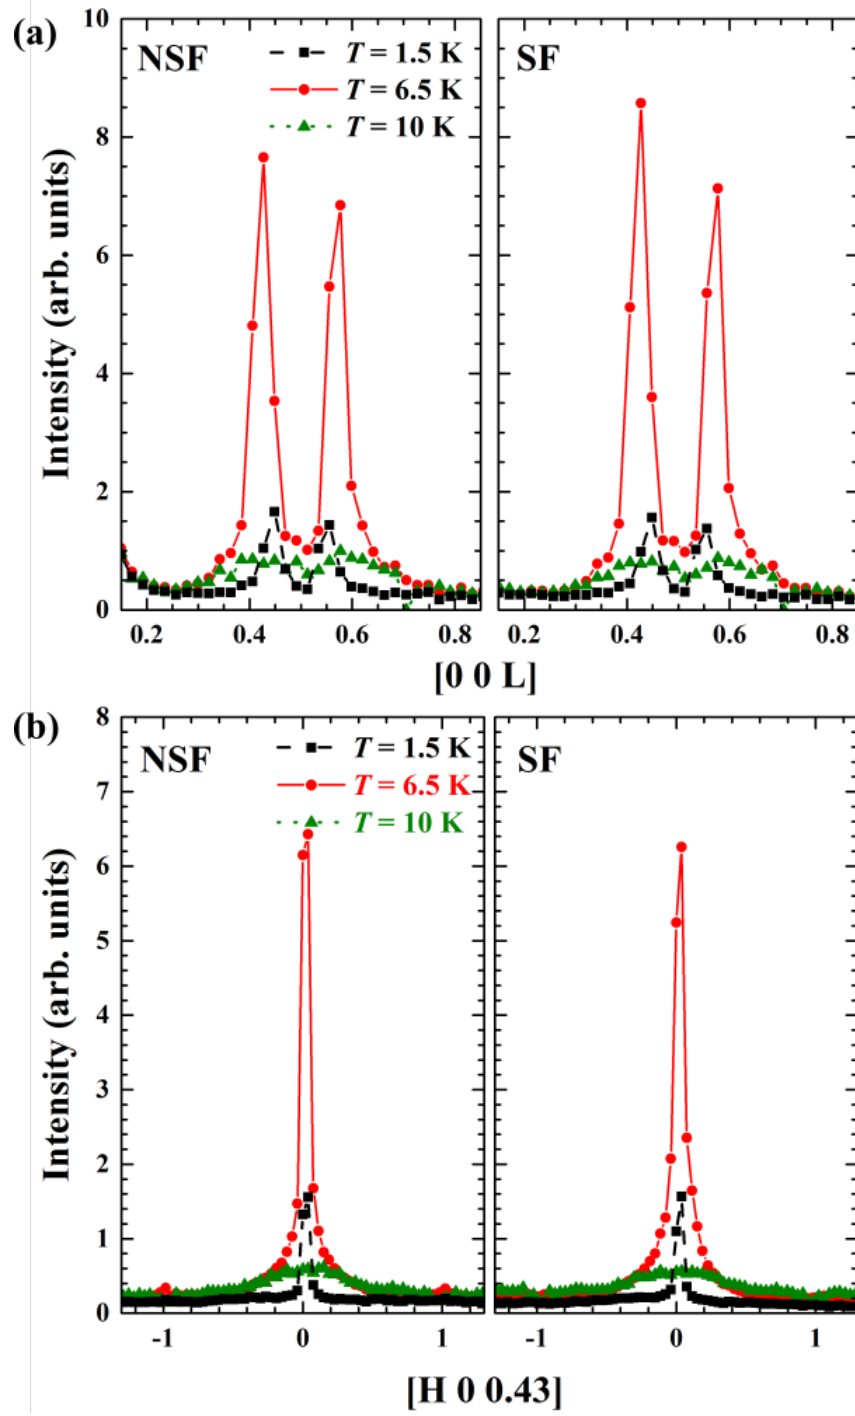 (a)
NSF
T = 1.5 K
T = 6.5 K
T = 10 K
SF
Intensity (arb. units)
10
8
6
4
2
0
0.2 0.4 0.6 0.8
0.2 0.4 0.6 0.8
[0 0 L]
(b)
NSF
T = 1.5 K
T = 6.5 K
T = 10 K
SF
Intensity (arb. units)
8
7
6
5
4
3
2
1
0
-1 0 1
-1 0 1
[H 0 0.43]